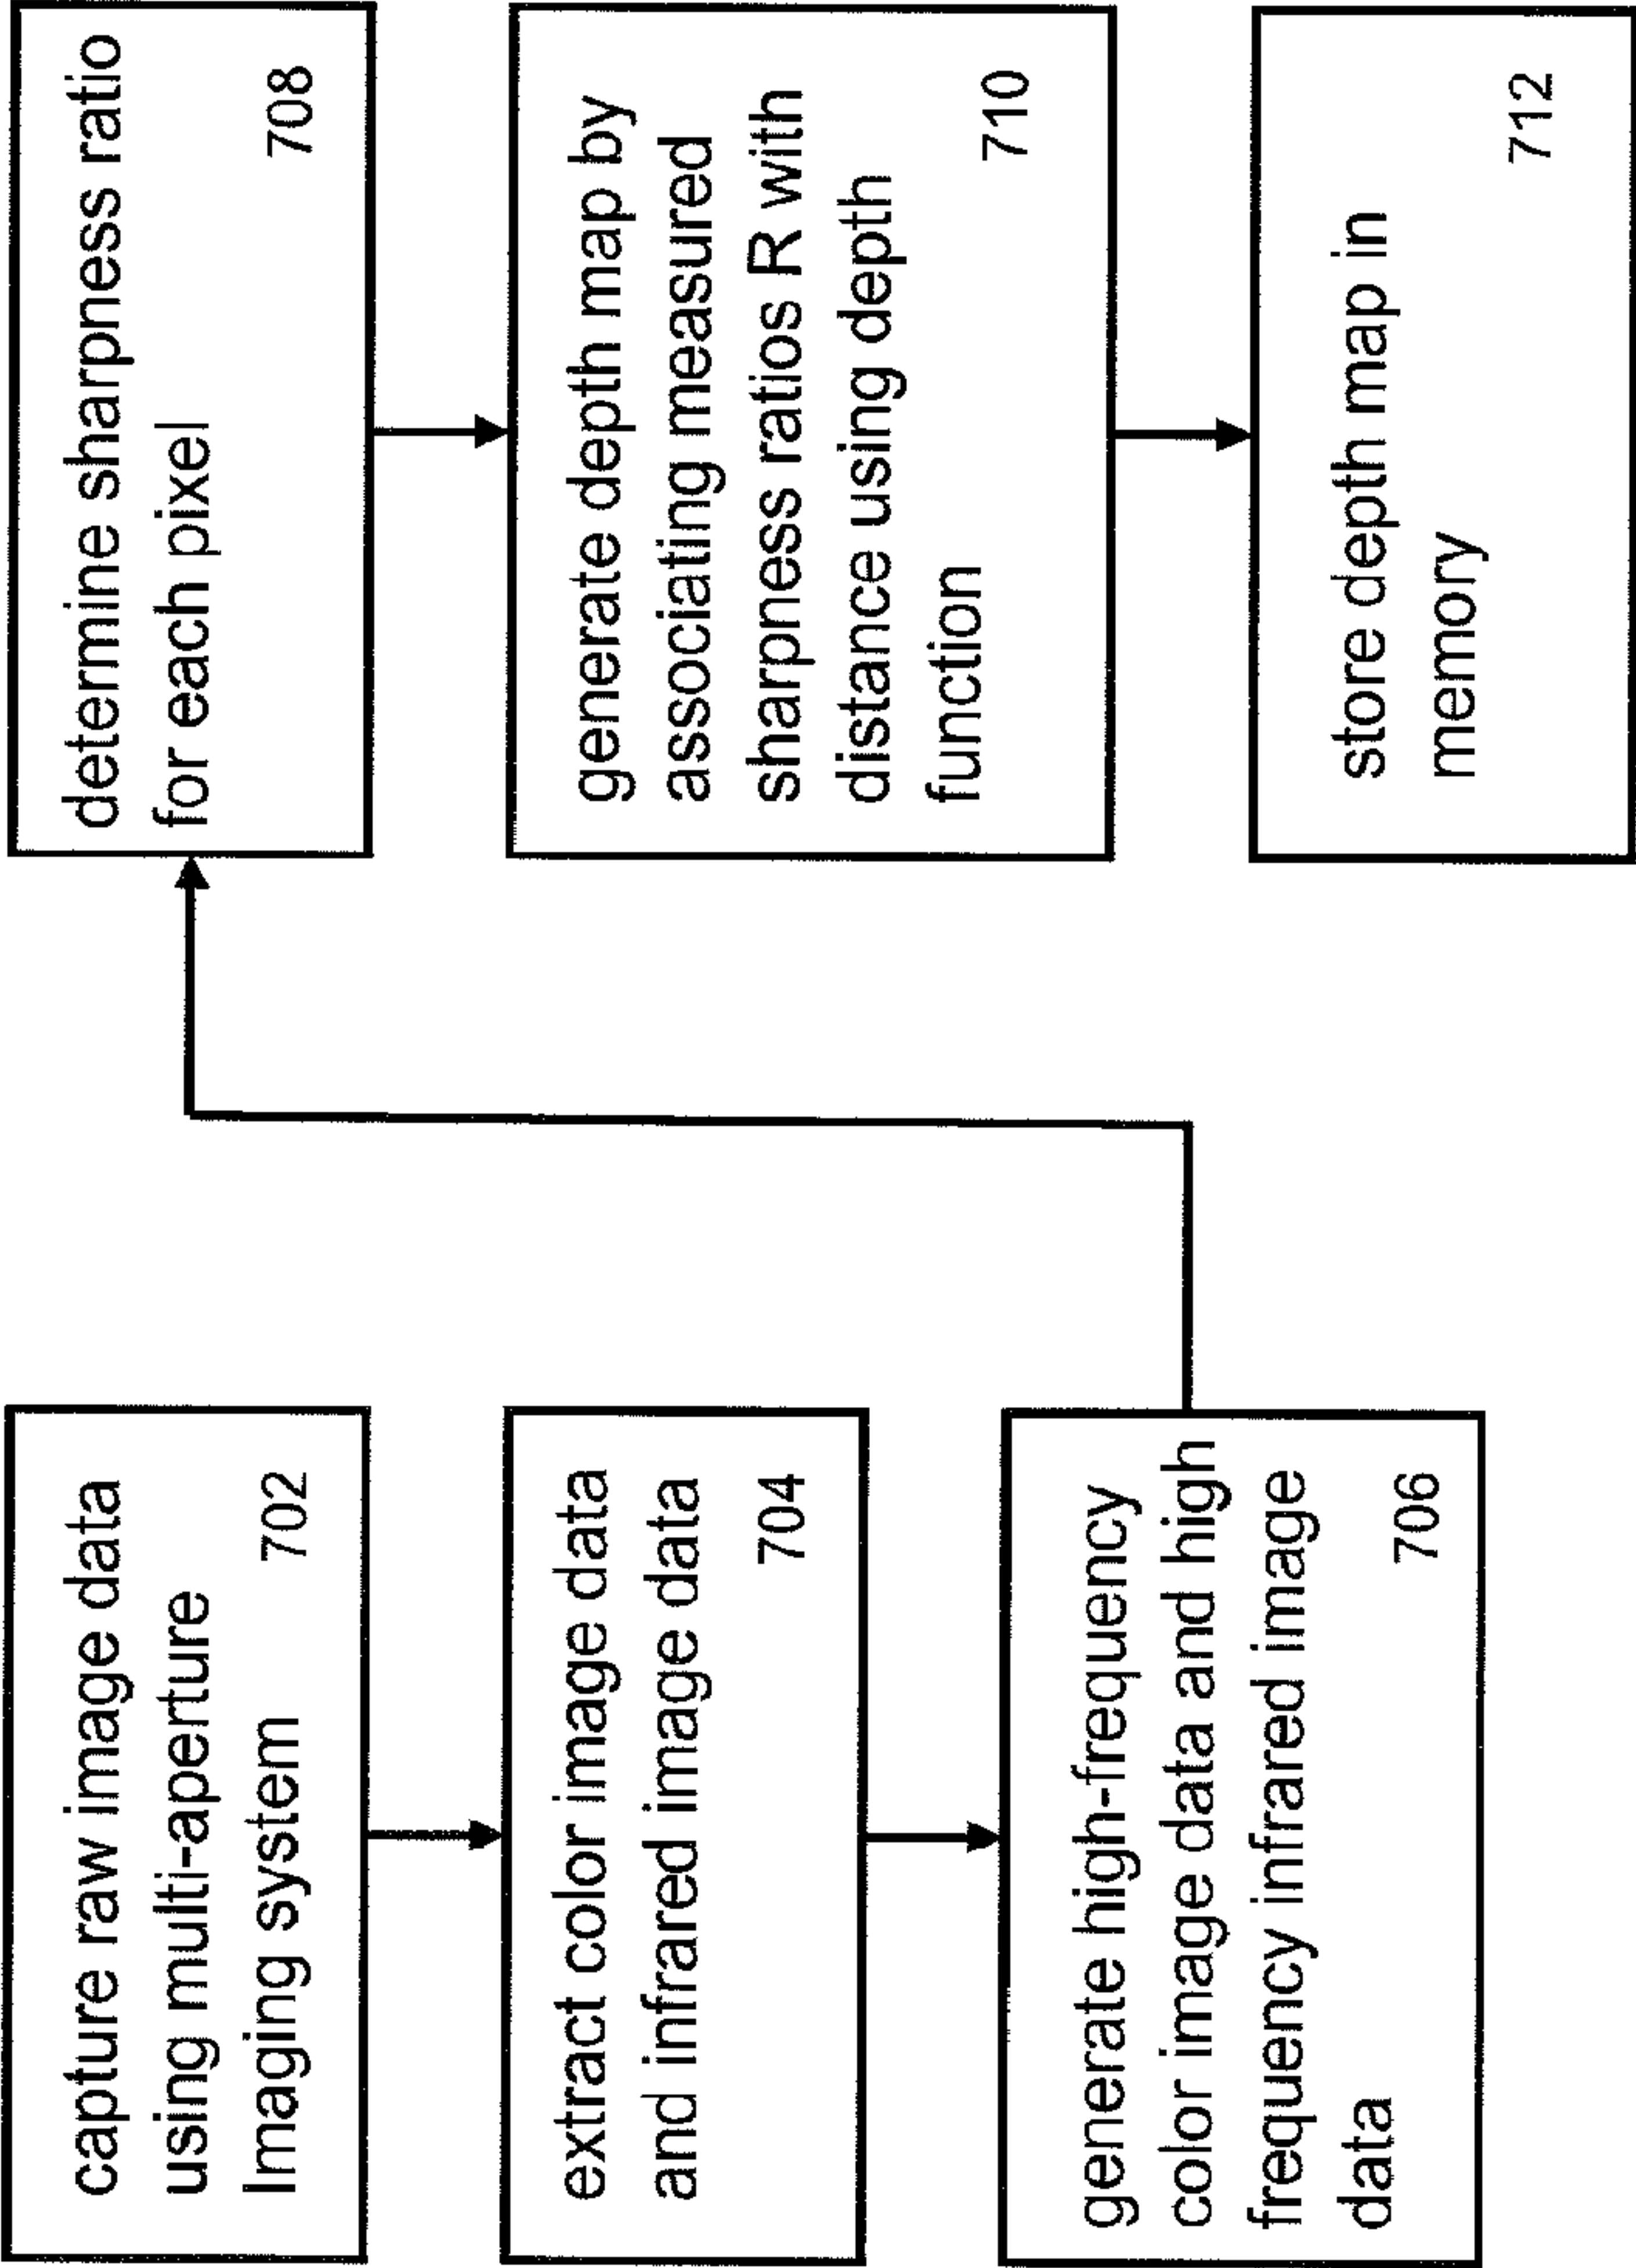 capture raw image data
using multi-aperture
Imaging system
702
extract color image data
and infrared image data
704
generate high-frequency
color image data and high
frequency infrared image
data
706
determine sharpness ratio
for each pixel
708
generate depth map by
associating measured
sharpness ratios R with
distance using depth
function
710
store depth map in
memory
712